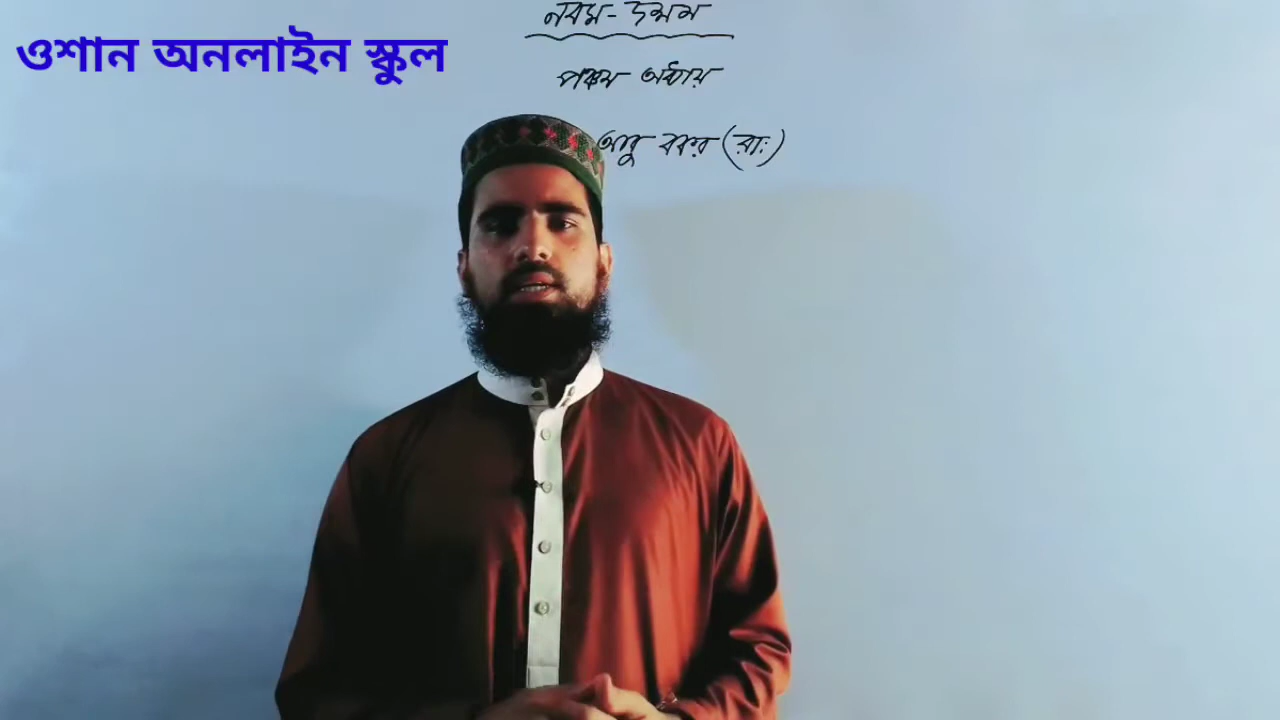 ওশান অনলাইন স্কুল
নবম-দশম
পঞ্চম অধ্যায়
আবু বকর (রা:)